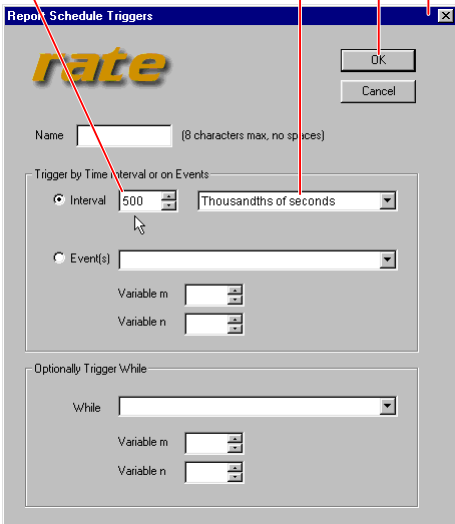 Report Schedule Triggers
rate
OK
Cancel
Name (8 characters max, no spaces)
Trigger by Time Interval or on Events
Interval 500 Thousandths of seconds
Event(s)
Variable m
Variable n
Optionally Trigger While
While
Variable m
Variable n